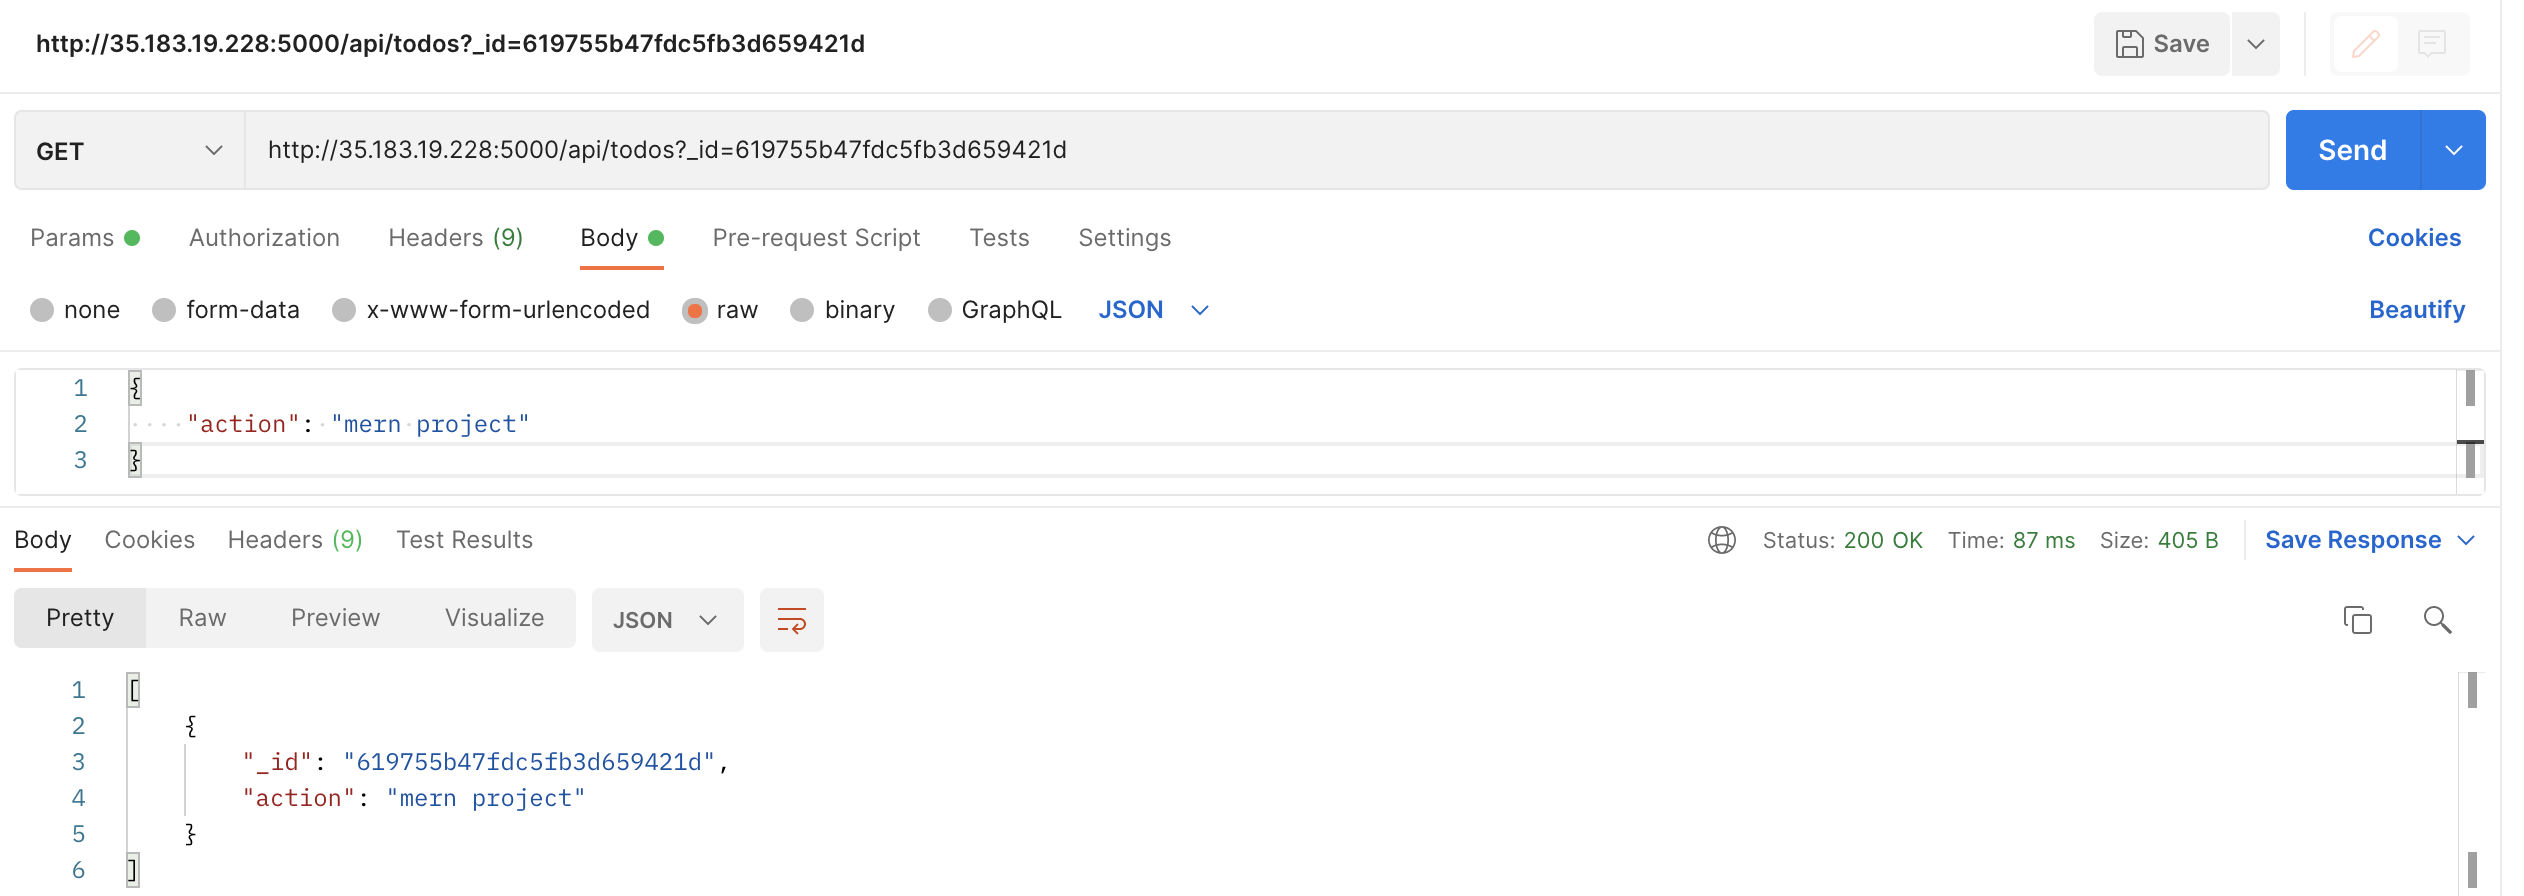 http://35.183.19.228:5000/api/todos?_id=619755b47fdc5fb3d659421d
Save
GET
http://35.183.19.228:5000/api/todos?_id=619755b47fdc5fb3d659421d
Send
Params Authorization Headers (9) Body Pre-request Script Tests Settings Cookies
none form-data x-www-form-urlencoded raw binary GraphQL JSON Beautify
1 {
2 "action": "mern project"
3 }
Body Cookies Headers (9) Test Results Status: 200 OK Time: 87 ms Size: 405 B Save Response
Pretty Raw Preview Visualize JSON
1 [
2 {
3 "_id": "619755b47fdc5fb3d659421d",
4 "action": "mern project"
5 }
6 ]